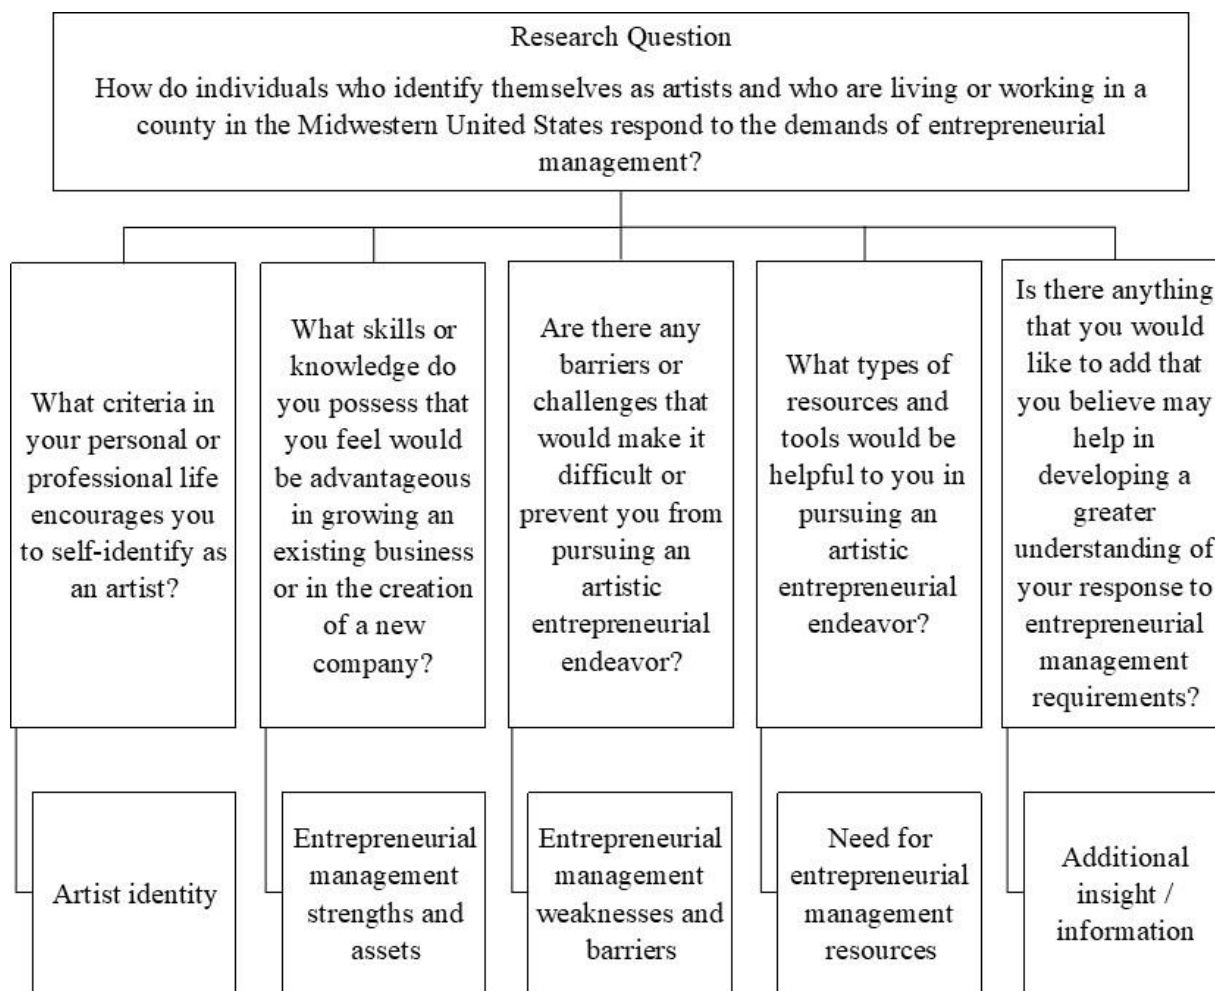 Research Question
How do individuals who identify themselves as artists and who are living or working in a
county in the Midwestern United States respond to the demands of entrepreneurial
management?
What criteria in
your personal or
professional life
encourages you
to self-identify as
an artist?
What skills or
knowledge do
you possess that
you feel would
be advantageous
in growing an
existing business
or in the creation
of a new
company?
Are there any
barriers or
challenges that
would make it
difficult or
prevent you from
pursuing an
artistic
entrepreneurial
endeavor?
What types of
resources and
tools would be
helpful to you in
pursuing an
artistic
entrepreneurial
endeavor?
Is there anything
that you would
like to add that
you believe may
help in
developing a
greater
understanding of
your response to
entrepreneurial
management
requirements?
Artist identity
Entrepreneurial
management
strengths and
assets
Entrepreneurial
management
weaknesses and
barriers
Need for
entrepreneurial
management
resources
Additional
insight /
information